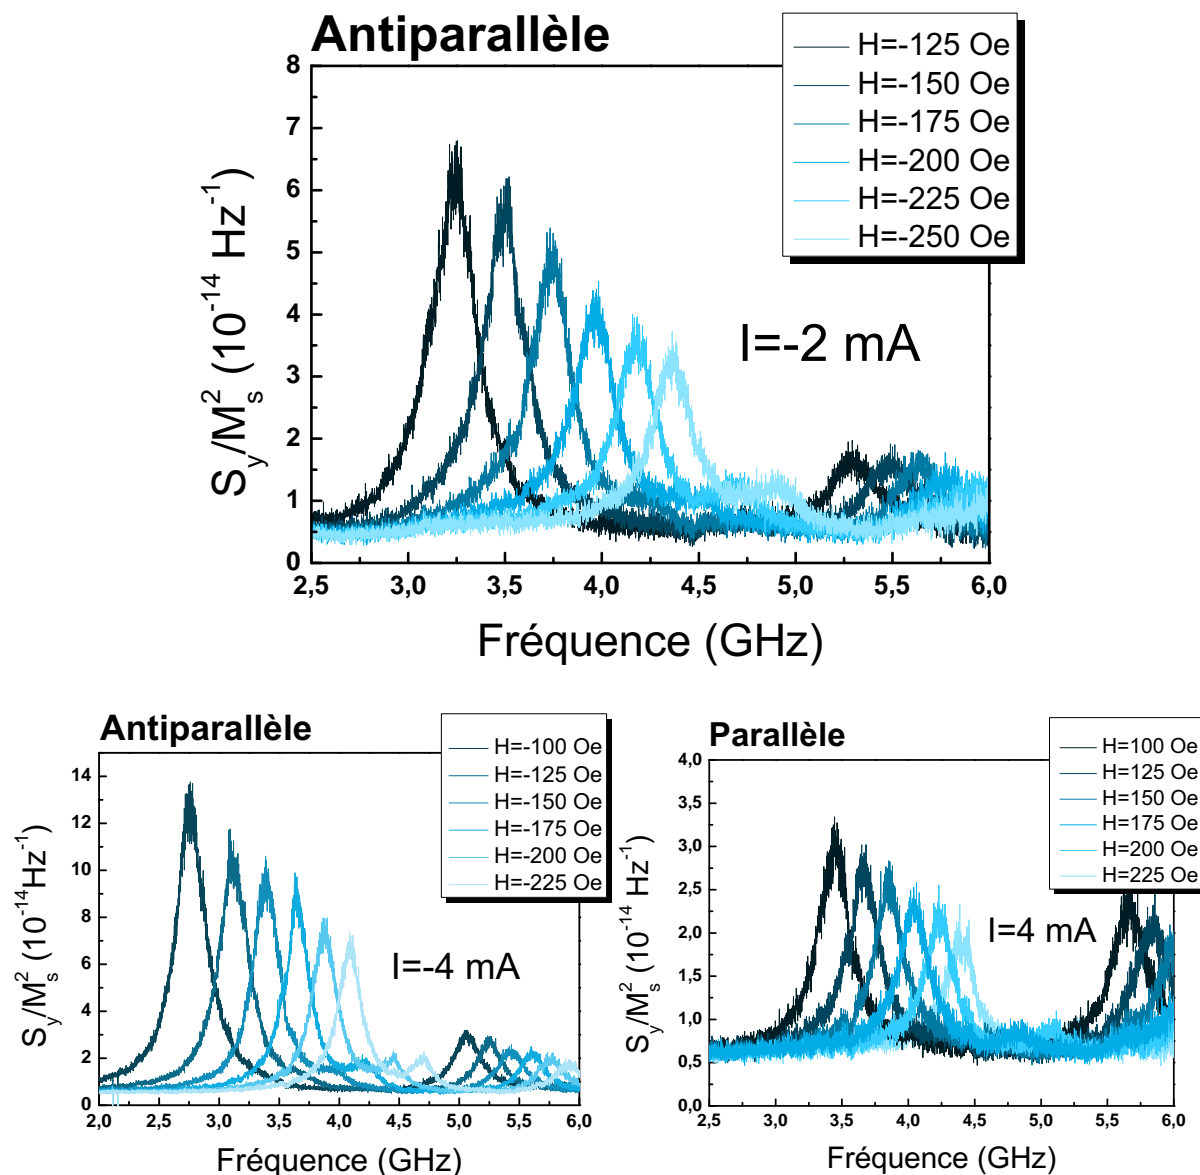 Antiparallèle
H=-125 Oe
H=-150 Oe
H=-175 Oe
H=-200 Oe
H=-225 Oe
H=-250 Oe
8
7
6
5
4
3
2
1
0
S_y/M_s^2 (10^-14 Hz^-1)
I=-2 mA
2,5 3,0 3,5 4,0 4,5 5,0 5,5 6,0
Fréquence (GHz)
Antiparallèle
H=-100 Oe
H=-125 Oe
H=-150 Oe
H=-175 Oe
H=-200 Oe
H=-225 Oe
14
12
10
8
6
4
2
0
S_y/M_s^2 (10^-14Hz^-1)
I=-4 mA
2,0 2,5 3,0 3,5 4,0 4,5 5,0 5,5 6,0
Fréquence (GHz)
Parallèle
H=100 Oe
H=125 Oe
H=150 Oe
H=175 Oe
H=200 Oe
H=225 Oe
4,0
3,5
3,0
2,5
2,0
1,5
1,0
0,5
0,0
S_y/M_s^2 (10^-14 Hz^-1)
I=4 mA
2,5 3,0 3,5 4,0 4,5 5,0 5,5 6,0
Fréquence (GHz)